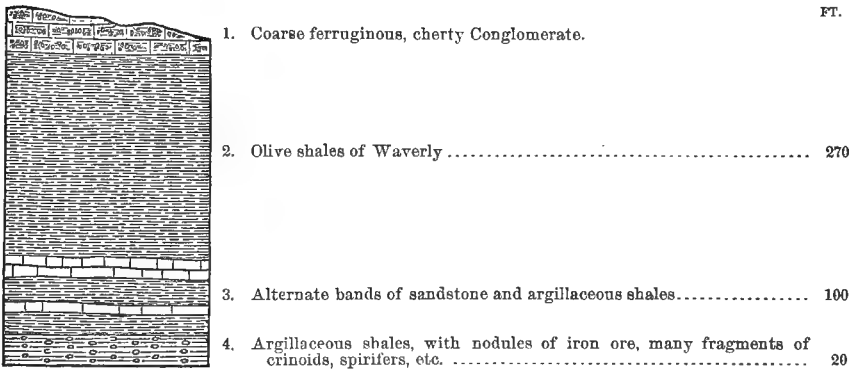 FT.
1. Coarse ferruginous, cherty Conglomerate.
2. Olive shales of Waverly ................................................ 270
3. Alternate bands of sandstone and argillaceous shales................. 100
4. Argillaceous shales, with nodules of iron ore, many fragments of
crinoids, spirifers, etc. ............................................... 20